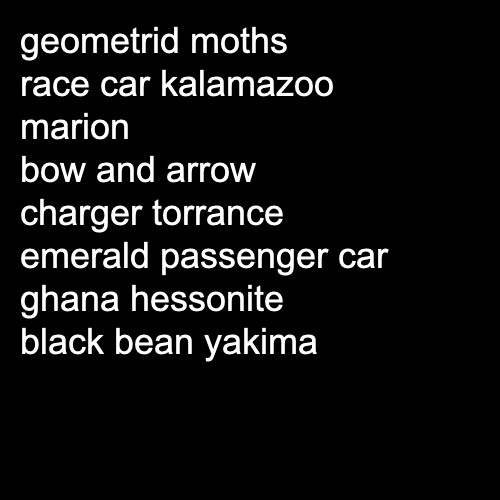 geometrid moths
race car kalamazoo
marion
bow and arrow
charger torrance
emerald passenger car
ghana hessonite
black bean yakima